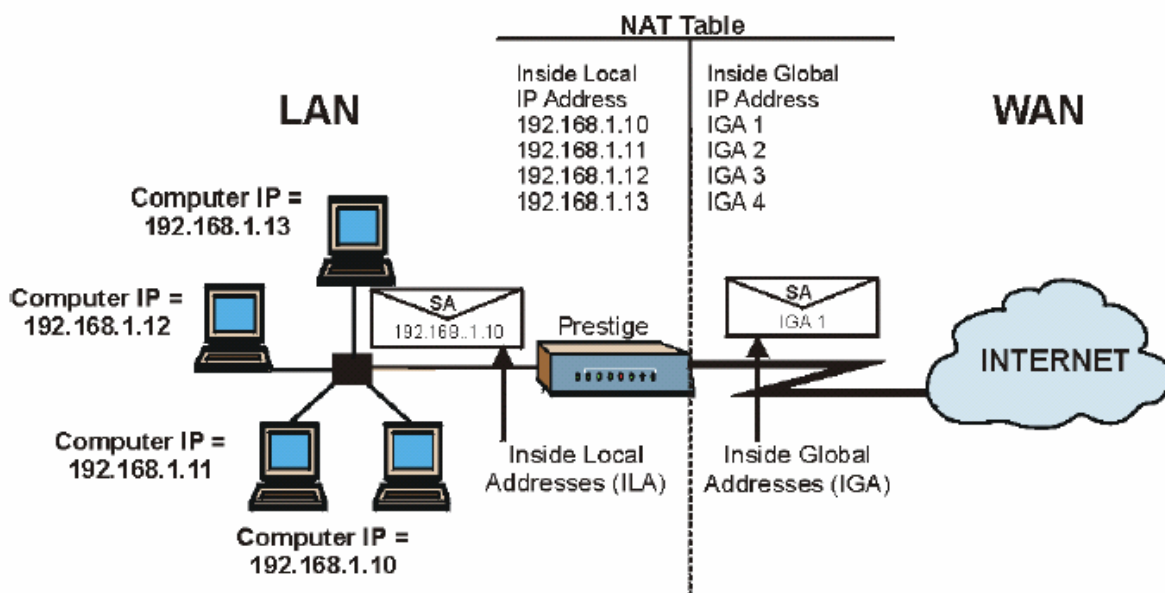 NAT Table
Inside Local
IP Address
192.168.1.10
192.168.1.11
192.168.1.12
192.168.1.13
Inside Global
IP Address
IGA 1
IGA 2
IGA 3
IGA 4
LAN
WAN
Computer IP =
192.168.1.13
Computer IP =
192.168.1.12
SA
192.168..1.10
Prestige
SA
IGA 1
INTERNET
Computer IP =
192.168.1.11
Inside Local
Addresses (ILA)
Inside Global
Addresses (IGA)
Computer IP =
192.168.1.10